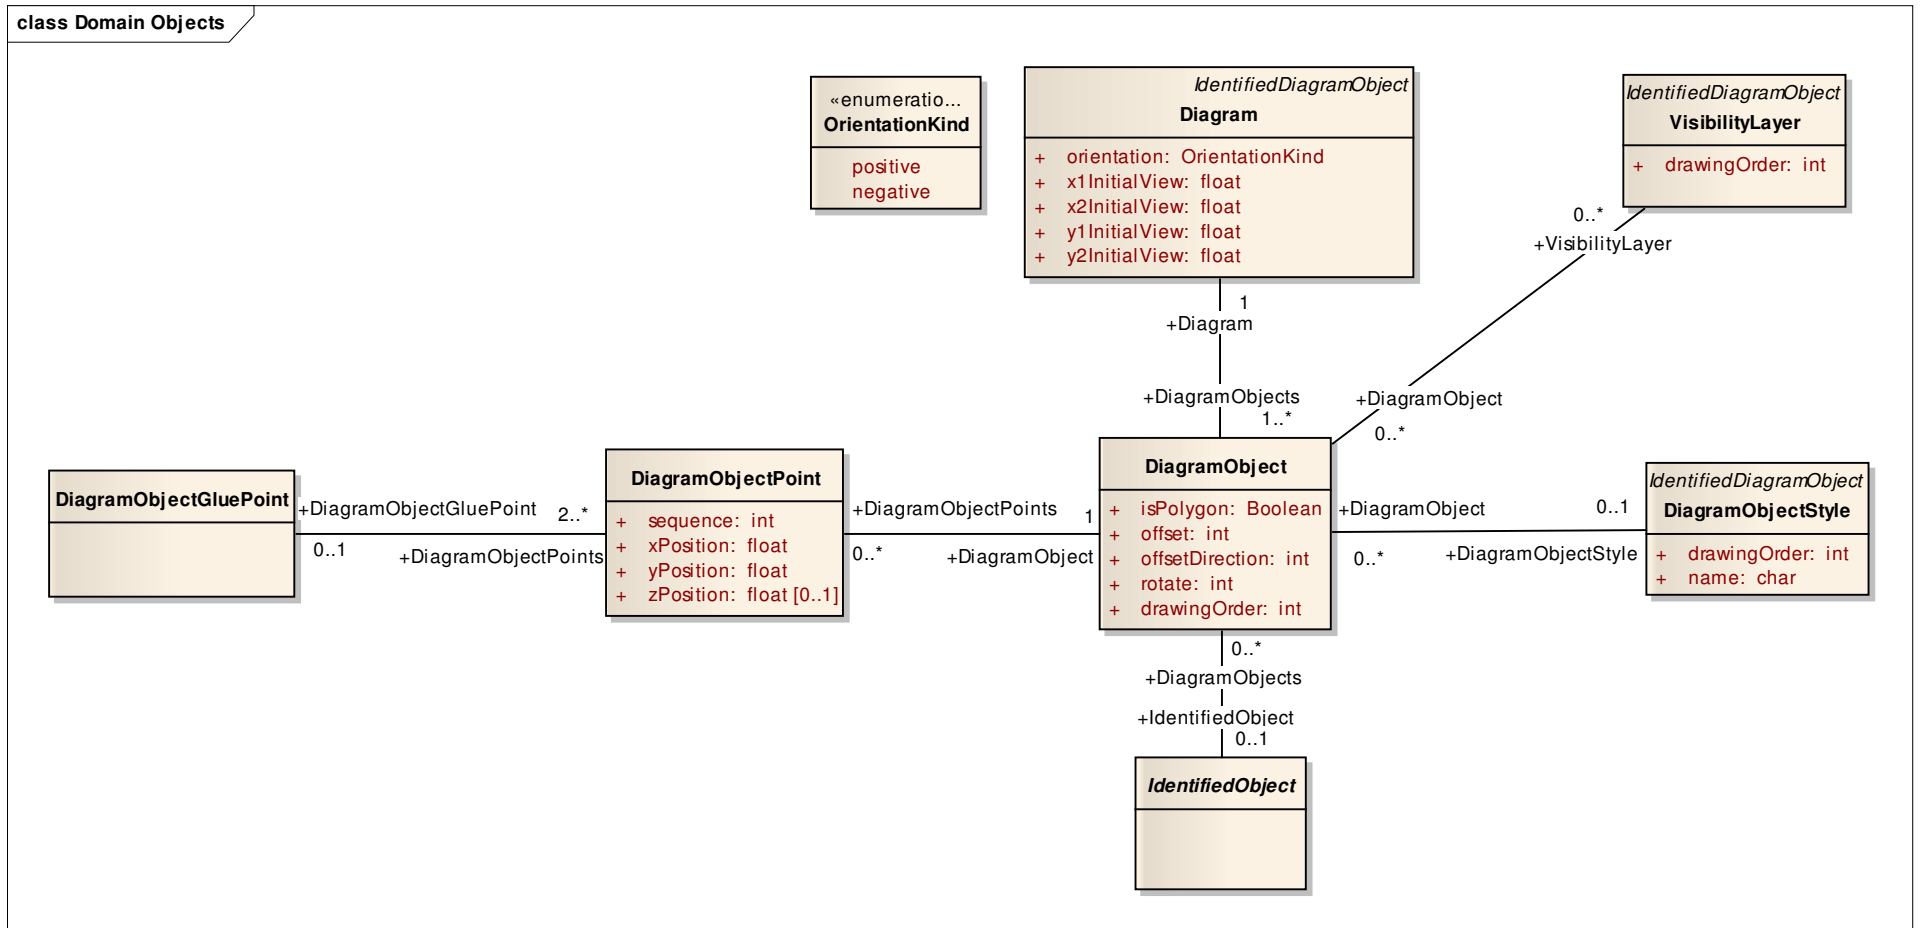 class Domain Objects
«enumeratio...
OrientationKind
positive
negative
IdentifiedDiagramObject
Diagram
+ orientation: OrientationKind
+ x1InitialView: float
+ x2InitialView: float
+ y1InitialView: float
+ y2InitialView: float
IdentifiedDiagramObject
VisibilityLayer
+ drawingOrder: int
0..*
+VisibilityLayer
1
+Diagram
+DiagramObjects
1..*
+DiagramObject
0..*
DiagramObjectGluePoint
+DiagramObjectGluePoint
0..1
2..*
+DiagramObjectPoints
DiagramObjectPoint
+ sequence: int
+ xPosition: float
+ yPosition: float
+ zPosition: float [0..1]
+DiagramObjectPoints
0..*
1
+DiagramObject
DiagramObject
+ isPolygon: Boolean
+ offset: int
+ offsetDirection: int
+ rotate: int
+ drawingOrder: int
+DiagramObject
0..*
0..1
+DiagramObjectStyle
IdentifiedDiagramObject
DiagramObjectStyle
+ drawingOrder: int
+ name: char
0..*
+DiagramObjects
+IdentifiedObject
0..1
IdentifiedObject